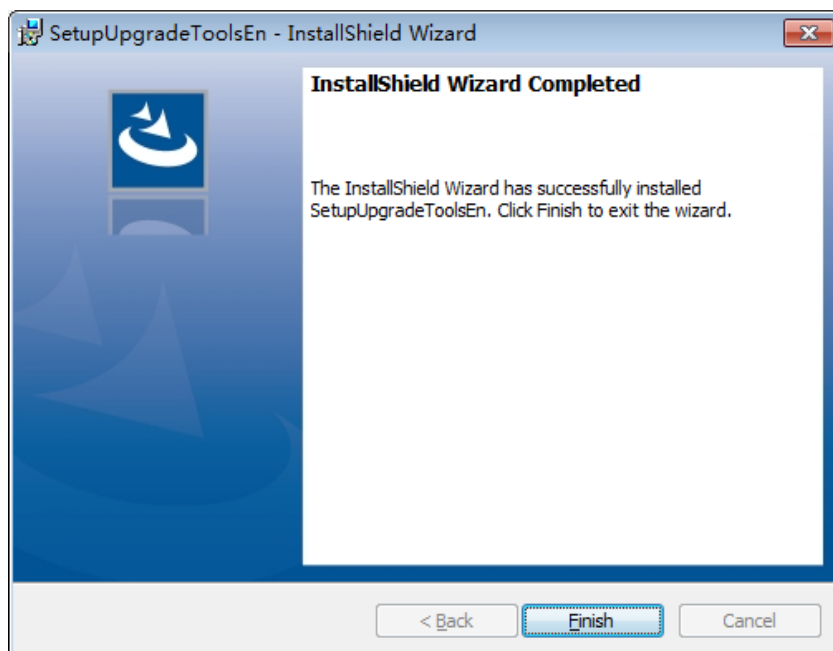 SetupUpgradeToolsEn - InstallShield Wizard
InstallShield Wizard Completed
The InstallShield Wizard has successfully installed
SetupUpgradeToolsEn. Click Finish to exit the wizard.
< Back
Finish
Cancel